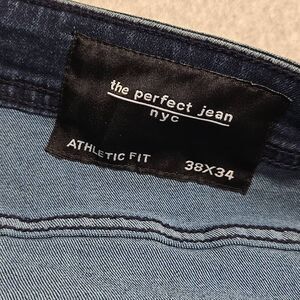 the perfect jean
nyc
ATHLETIC FIT 38X34